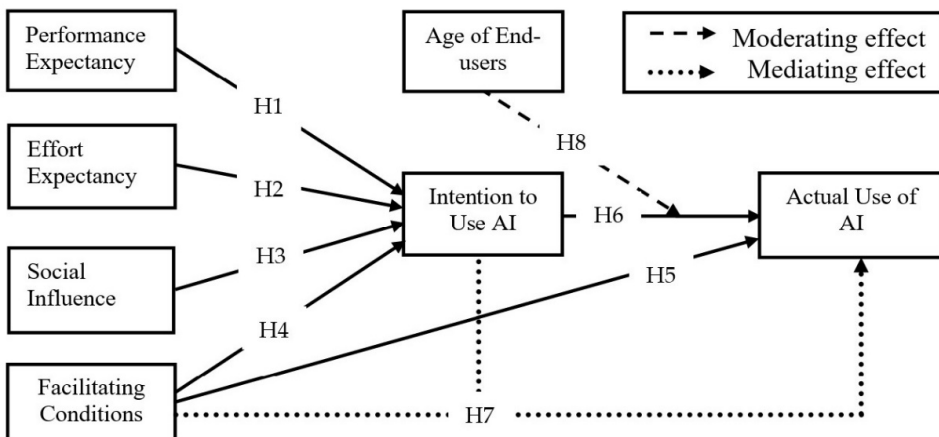 Performance
Expectancy
Age of End-
users
Moderating effect
Mediating effect
H1
H8
Effort
Expectancy
H2
Intention to
Use AI
H6
Actual Use of
AI
H3
Social
Influence
H5
H4
Facilitating
Conditions
H7